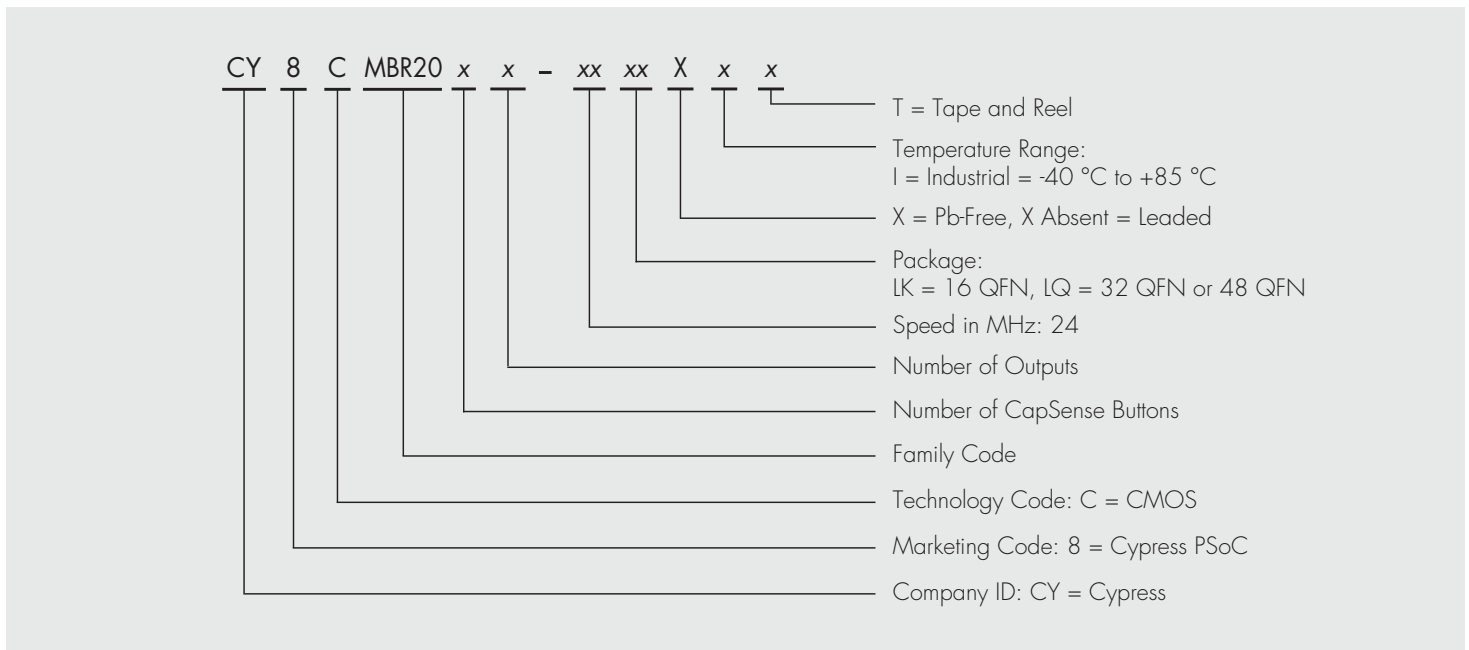 CY 8 C MBR20 x x – xx xx X x x
T = Tape and Reel
Temperature Range:
I = Industrial = -40 °C to +85 °C
X = Pb-Free, X Absent = Leaded
Package:
LK = 16 QFN, LQ = 32 QFN or 48 QFN
Speed in MHz: 24
Number of Outputs
Number of CapSense Buttons
Family Code
Technology Code: C = CMOS
Marketing Code: 8 = Cypress PSoC
Company ID: CY = Cypress